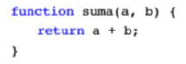 function suma(a, b) {
    return a + b;
}